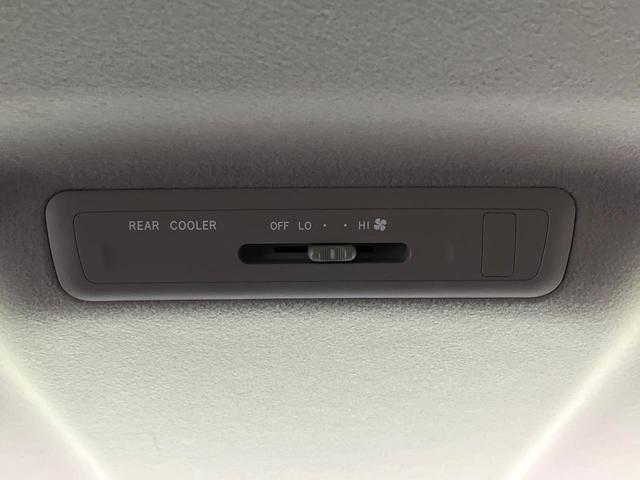 REAR COOLER OFF LO · · HI